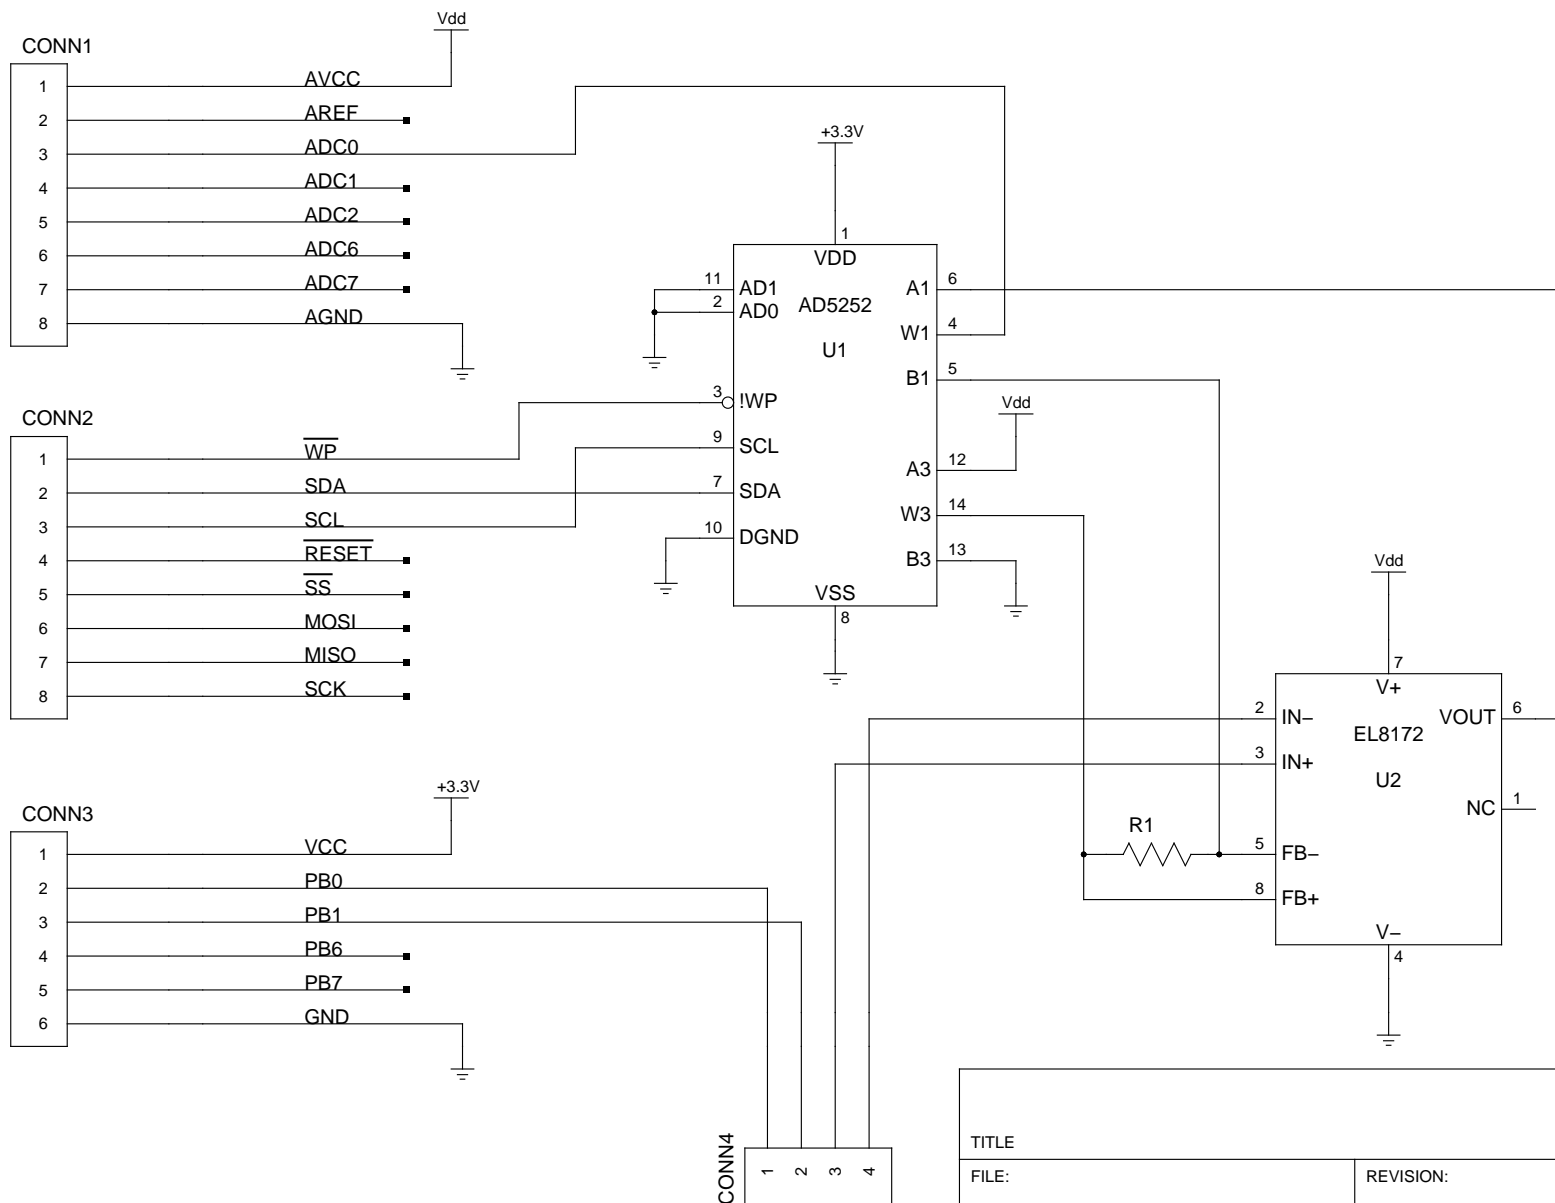 Vdd
CONN1
1 AVCC
2 AREF
3 ADC0
4 ADC1
5 ADC2
6 ADC6
7 ADC7
8 AGND
+3.3V
1
VDD
11 AD1
2 AD0
AD5252
U1
A1 6
W1 4
B1 5
3 !WP
9 SCL
7 SDA
10 DGND
Vdd
A3 12
W3 14
B3 13
VSS
8
CONN2
1 WP
2 SDA
3 SCL
4 RESET
5 SS
6 MOSI
7 MISO
8 SCK
Vdd
7
V+
2 IN−
3 IN+
EL8172
U2
VOUT 6
NC 1
R1
5 FB−
8 FB+
V−
4
+3.3V
CONN3
1 VCC
2 PB0
3 PB1
4 PB6
5 PB7
6 GND
CONN4
1 2 3 4
TITLE
FILE:
REVISION: